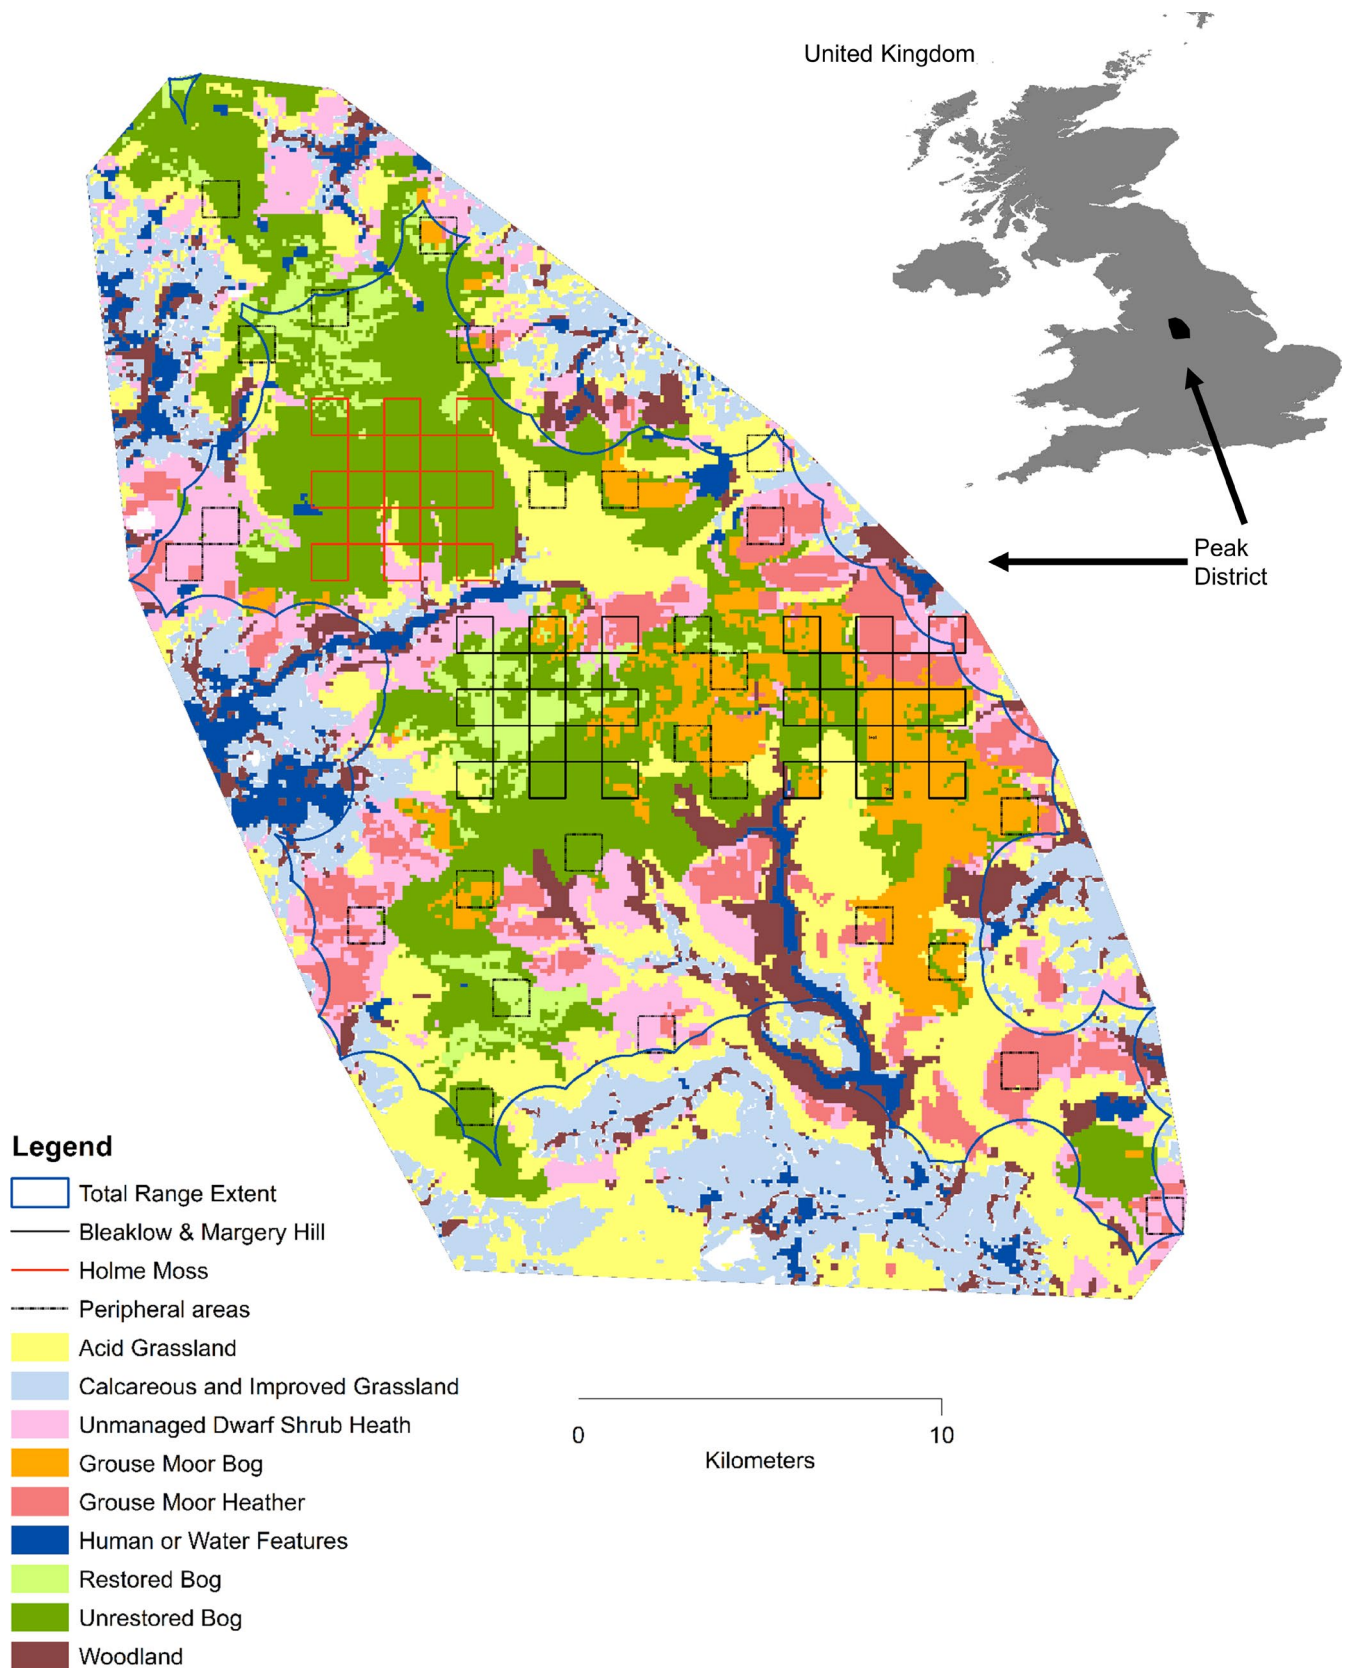 United Kingdom
Peak
District
Legend
Total Range Extent
Bleaklow & Margery Hill
Holme Moss
Peripheral areas
Acid Grassland
Calcareous and Improved Grassland
Unmanaged Dwarf Shrub Heath
Grouse Moor Bog
Grouse Moor Heather
Human or Water Features
Restored Bog
Unrestored Bog
Woodland
0 10
Kilometers